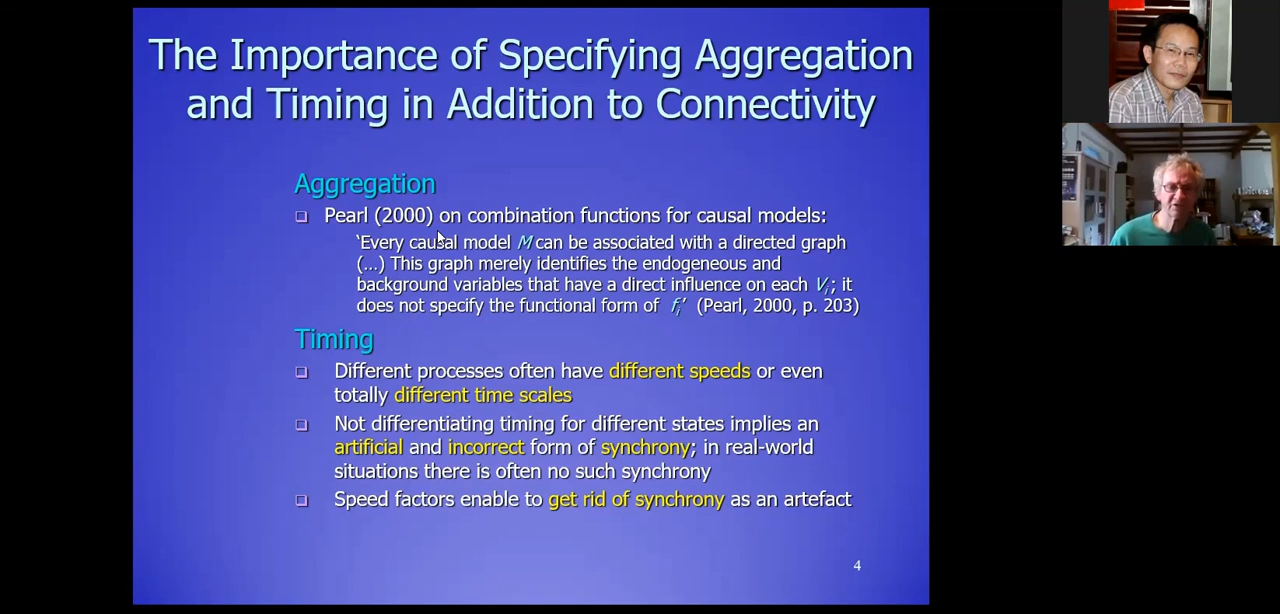 The Importance of Specifying Aggregation
and Timing in Addition to Connectivity
Aggregation
Pearl (2000) on combination functions for causal models:
‘Every causal model M can be associated with a directed graph
(…) This graph merely identifies the endogeneous and
background variables that have a direct influence on each Vi; it
does not specify the functional form of fi’ (Pearl, 2000, p. 203)
Timing
Different processes often have different speeds or even
totally different time scales
Not differentiating timing for different states implies an
artificial and incorrect form of synchrony; in real-world
situations there is often no such synchrony
Speed factors enable to get rid of synchrony as an artefact
4